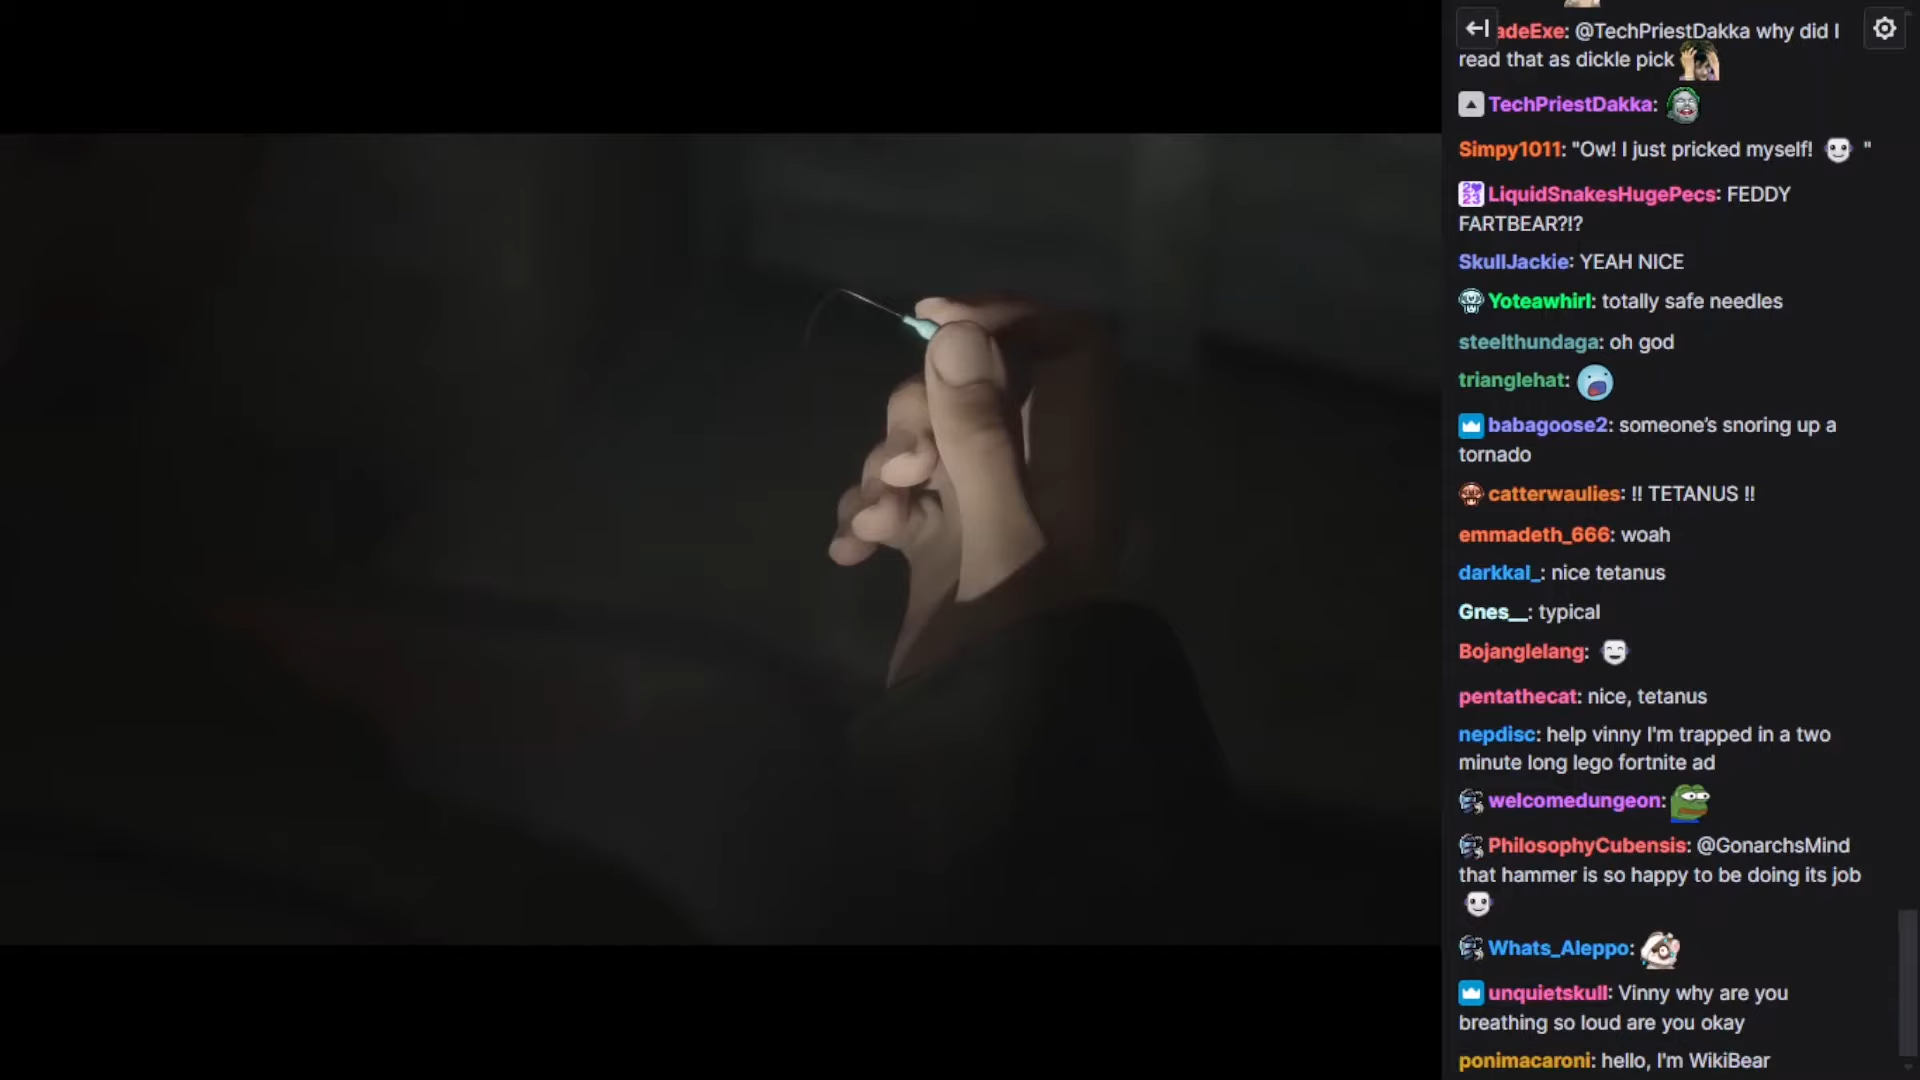 adeExe: @TechPriestDakka why did I
read that as dickle pick
TechPriestDakka:
Simpy1011: "Ow! I just pricked myself! "
LiquidSnakesHugePecs: FEDDY
FARTBEAR?!?
SkullJackie: YEAH NICE
Yoteawhirl: totally safe needles
steelthundaga: oh god
trianglehat:
babagoose2: someone's snoring up a
tornado
catterwaulies: !! TETANUS !!
emmadeth_666: woah
darkkal_: nice tetanus
Gnes__: typical
Bojanglelang:
pentathecat: nice, tetanus
nepdisc: help vinny I'm trapped in a two
minute long lego fortnite ad
welcomedungeon:
PhilosophyCubensis: @GonarchsMind
that hammer is so happy to be doing its job
Whats_Aleppo:
unquietskull: Vinny why are you
breathing so loud are you okay
ponimacaroni: hello, I'm WikiBear